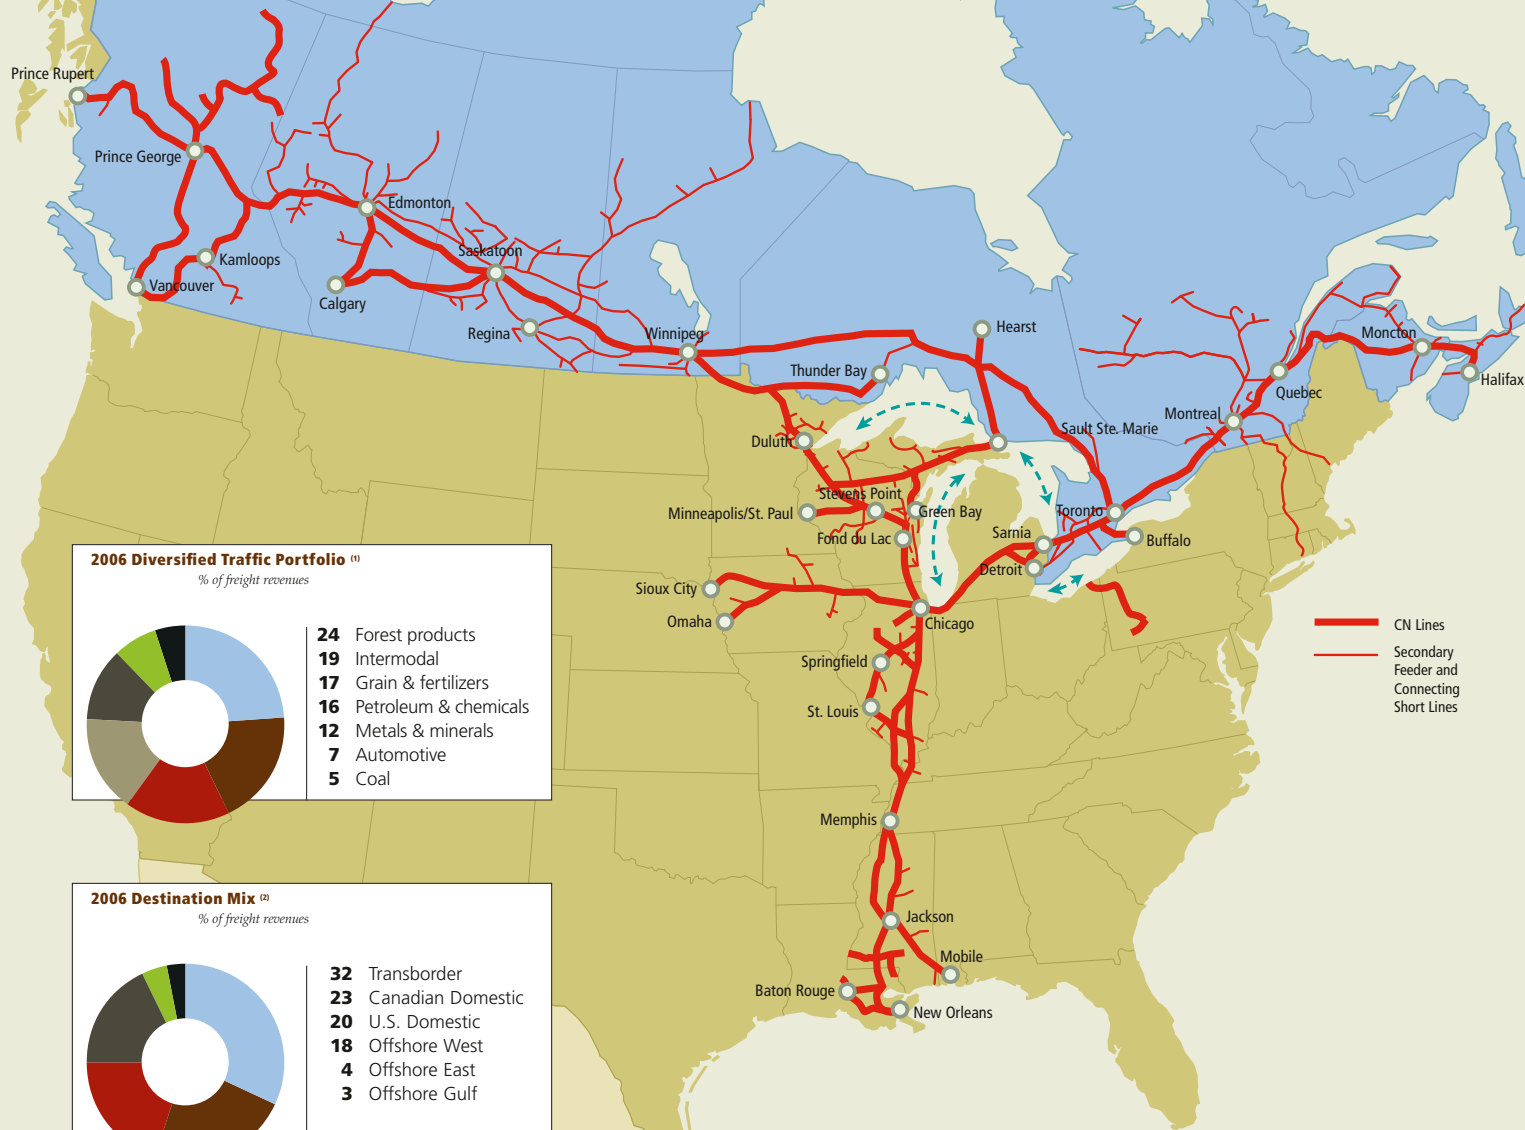 Prince Rupert
Prince George
Edmonton
Kamloops
Saskatoon
Vancouver
Calgary
Regina
Winnipeg
Hearst
Thunder Bay
Moncton
Halifax
Quebec
Montreal
Sault Ste. Marie
Duluth
Stevens Point
Minneapolis/St. Paul
Green Bay
Toronto
Fond du Lac
Sarnia
Buffalo
Detroit
Sioux City
Omaha
Chicago
Springfield
St. Louis
Memphis
Jackson
Mobile
Baton Rouge
New Orleans
CN Lines
Secondary
Feeder and
Connecting
Short Lines
2006 Diversified Traffic Portfolio (1)
% of freight revenues
24 Forest products
19 Intermodal
17 Grain & fertilizers
16 Petroleum & chemicals
12 Metals & minerals
7 Automotive
5 Coal
2006 Destination Mix (2)
% of freight revenues
32 Transborder
23 Canadian Domestic
20 U.S. Domestic
18 Offshore West
4 Offshore East
3 Offshore Gulf